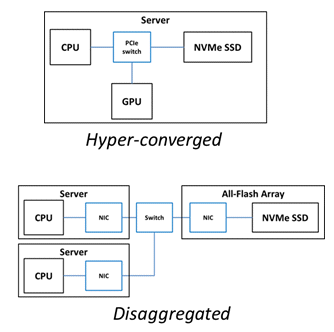 Server
CPU
PCIe
switch
NVMe SSD
GPU
Hyper-converged
Server
CPU
NIC
Switch
All-Flash Array
NIC
NVMe SSD
Server
CPU
NIC
Disaggregated